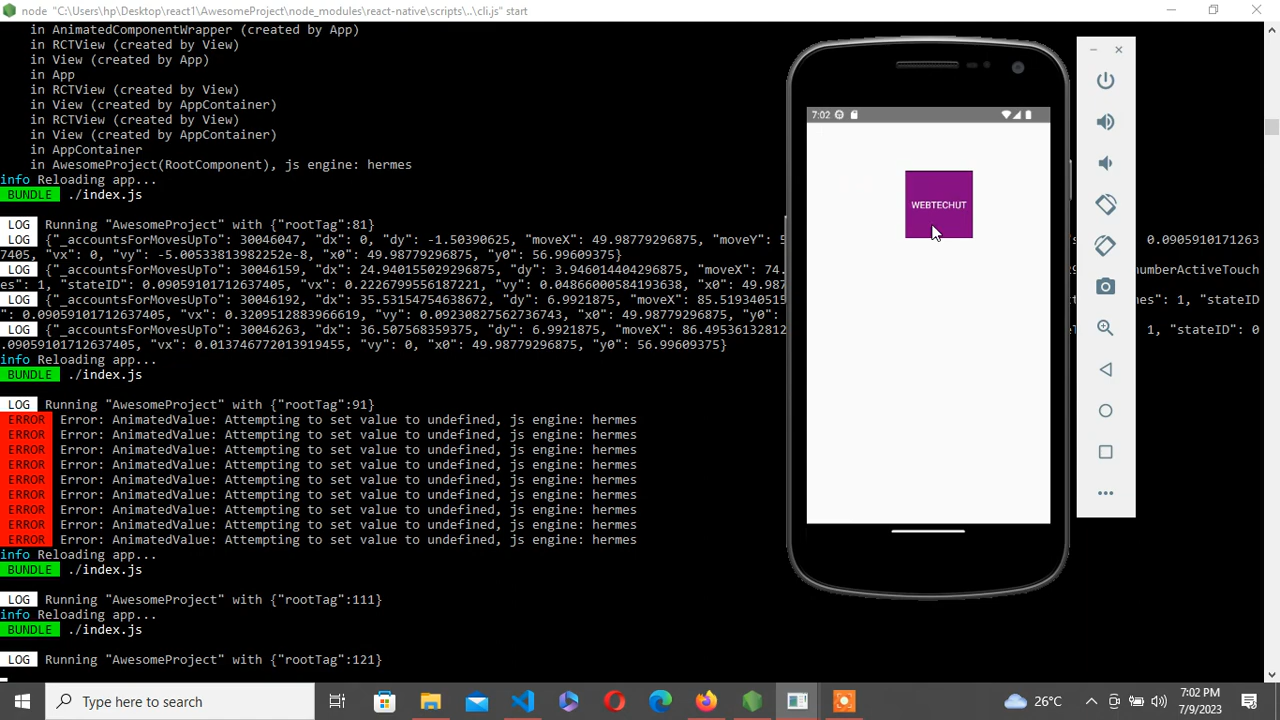 node "C:\Users\hp\Desktop\react1\AwesomeProject\node_modules\react-native\scripts\..\cli.js" start
in AnimatedComponentWrapper (created by App)
in RCTView (created by View)
in View (created by App)
in App
in RCTView (created by View)
in View (created by AppContainer)
in RCTView (created by View)
in View (created by AppContainer)
in AppContainer
in AwesomeProject(RootComponent), js engine: hermes
info Reloading app...
BUNDLE ./index.js
LOG Running "AwesomeProject" with {"rootTag":81}
LOG {"_accountsForMovesUpTo": 30046047, "dx": 0, "dy": -1.50390625, "moveX": 49.98779296875, "moveY": 5 0.0905910171263
7405, "vx": 0, "vy": -5.00533813982252e-8, "x0": 49.98779296875, "y0": 56.99609375}
LOG {"_accountsForMovesUpTo": 30046159, "dx": 24.940155029296875, "dy": 3.946014404296875, "moveX": 74. numberActiveTouch
es": 1, "stateID": 0.09059101712637405, "vx": 0.2226770556187221, "vy": 0.04866000584193638, "x0": 49.987
LOG {"_accountsForMovesUpTo": 30046192, "dx": 35.53154754638672, "dy": 6.9921875, "moveX": 85.519340515 hes": 1, "stateID
": 0.09059101712637405, "vx": 0.3209512883966619, "vy": 0.09230827262736743, "x0": 49.98779296875, "y0":
LOG {"_accountsForMovesUpTo": 30046263, "dx": 36.507568359375, "dy": 6.9921875, "moveX": 86.49536132812 1, "stateID": 0
.09059101712637405, "vx": 0.013746772013919455, "vy": 0, "x0": 49.98779296875, "y0": 56.99609375}
info Reloading app...
BUNDLE ./index.js
LOG Running "AwesomeProject" with {"rootTag":91}
ERROR Error: AnimatedValue: Attempting to set value to undefined, js engine: hermes
ERROR Error: AnimatedValue: Attempting to set value to undefined, js engine: hermes
ERROR Error: AnimatedValue: Attempting to set value to undefined, js engine: hermes
ERROR Error: AnimatedValue: Attempting to set value to undefined, js engine: hermes
ERROR Error: AnimatedValue: Attempting to set value to undefined, js engine: hermes
ERROR Error: AnimatedValue: Attempting to set value to undefined, js engine: hermes
ERROR Error: AnimatedValue: Attempting to set value to undefined, js engine: hermes
ERROR Error: AnimatedValue: Attempting to set value to undefined, js engine: hermes
ERROR Error: AnimatedValue: Attempting to set value to undefined, js engine: hermes
info Reloading app...
BUNDLE ./index.js
LOG Running "AwesomeProject" with {"rootTag":111}
info Reloading app...
BUNDLE ./index.js
LOG Running "AwesomeProject" with {"rootTag":121}
7:02
WEBTECHUT
Type here to search
26°C
7:02 PM
7/9/2023